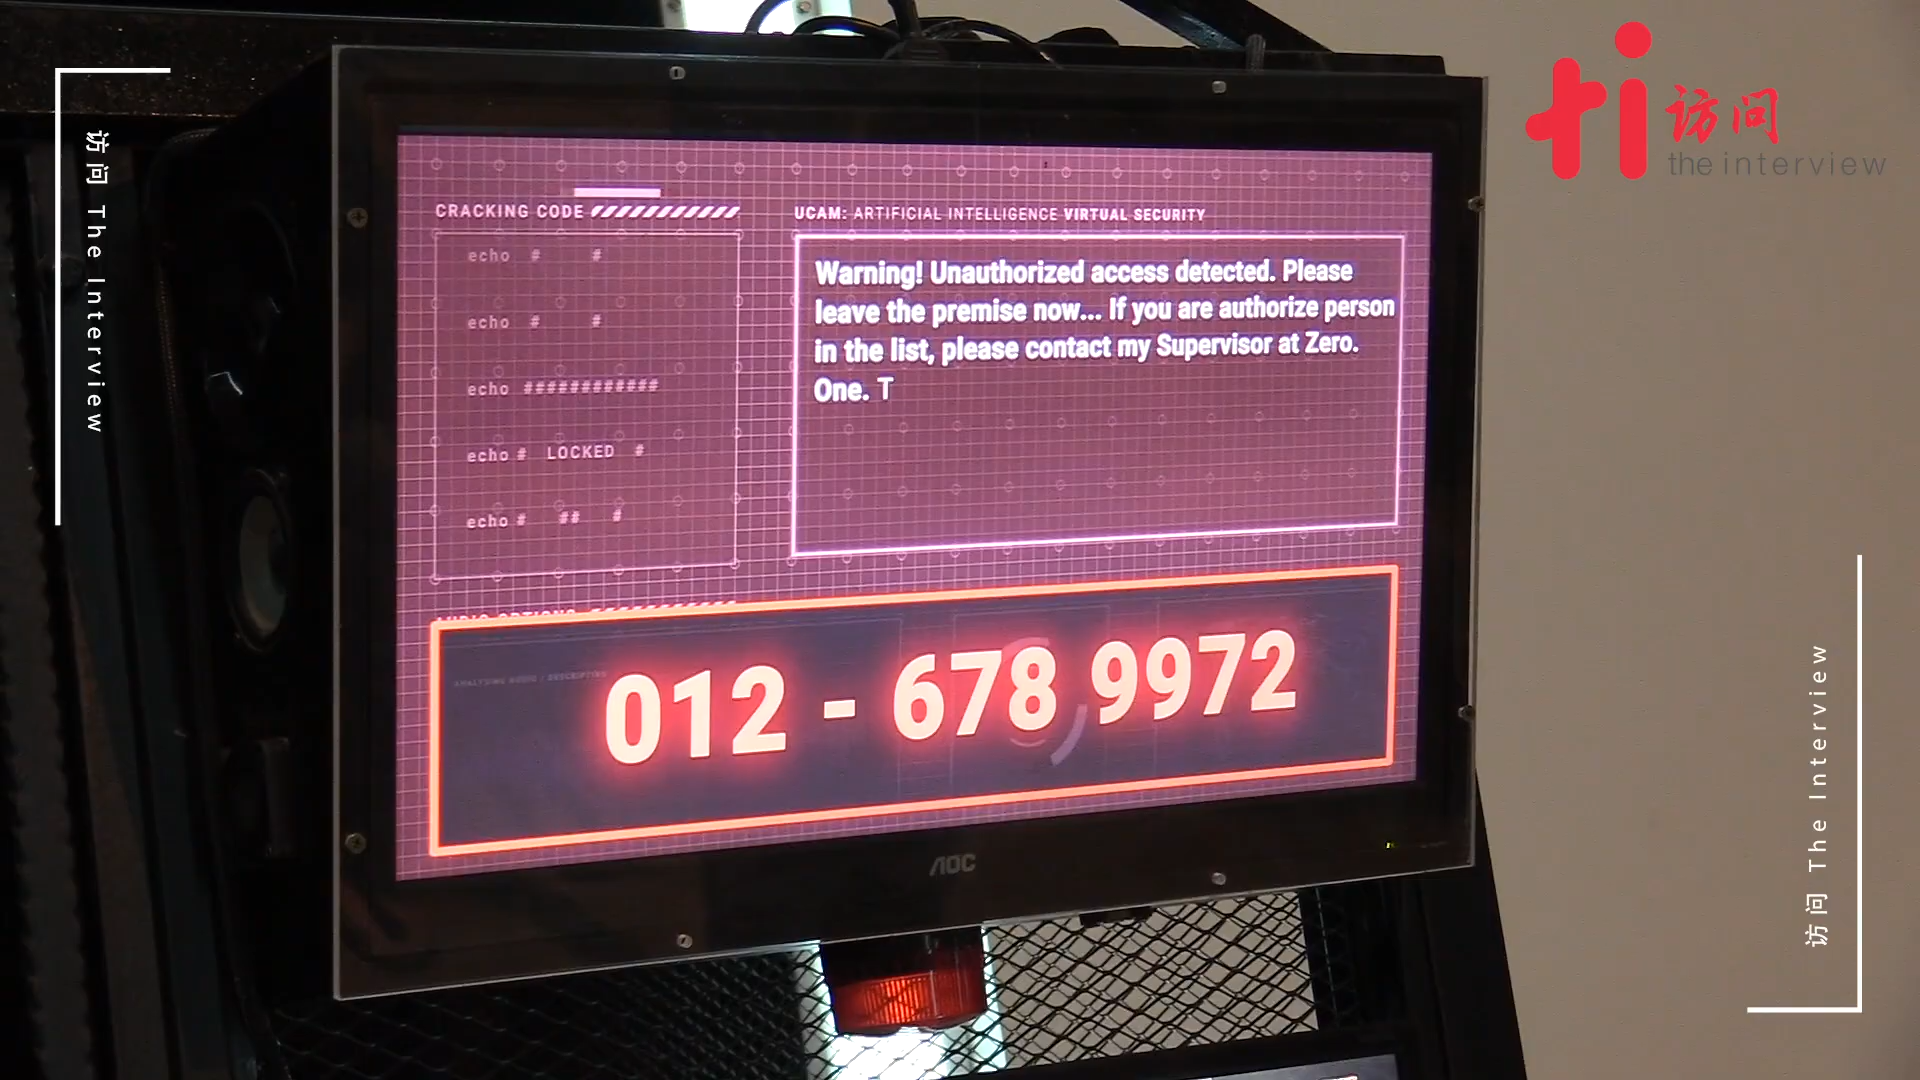 访问 The Interview
访问
the interview
CRACKING CODE
echo # #
echo # #
echo ############
echo # LOCKED #
echo # ## #
UCAM: ARTIFICIAL INTELLIGENCE VIRTUAL SECURITY
Warning! Unauthorized access detected. Please
leave the premise now... If you are authorize person
in the list, please contact my Supervisor at Zero.
One. T
012 - 678 9972
AOC
访问 The Interview